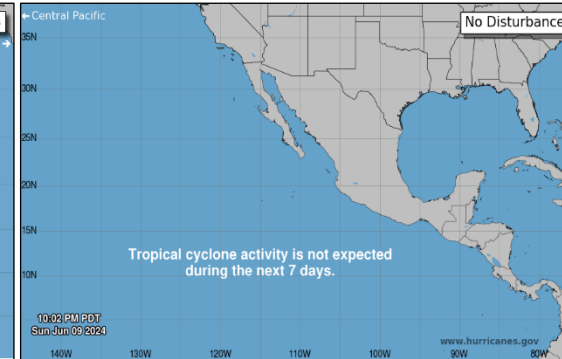 ← Central Pacific
No Disturbance
35N
30N
25N
20N
15N
10N
Tropical cyclone activity is not expected
during the next 7 days.
10:02 PM PDT
Sun Jun 09 2024
www.hurricanes.gov
140W 130W 120W 110W 100W 90W 80W